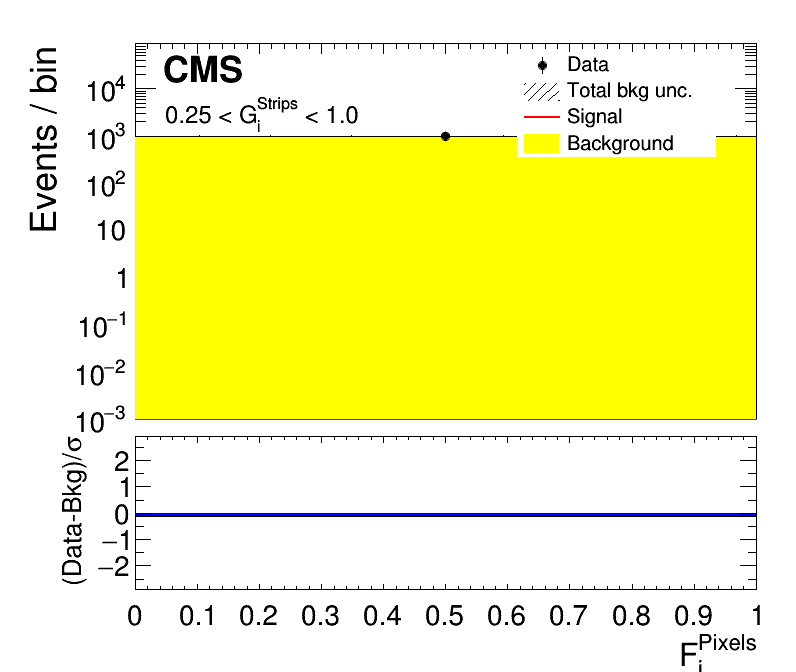 CMS
0.25 < G_i^Strips < 1.0
Data
Total bkg unc.
Signal
Background
Events / bin
10^4
10^3
10^2
10
1
10^−1
10^−2
10^−3
(Data-Bkg)/σ
2
1
0
−1
−2
0 0.1 0.2 0.3 0.4 0.5 0.6 0.7 0.8 0.9 1
F_i^Pixels